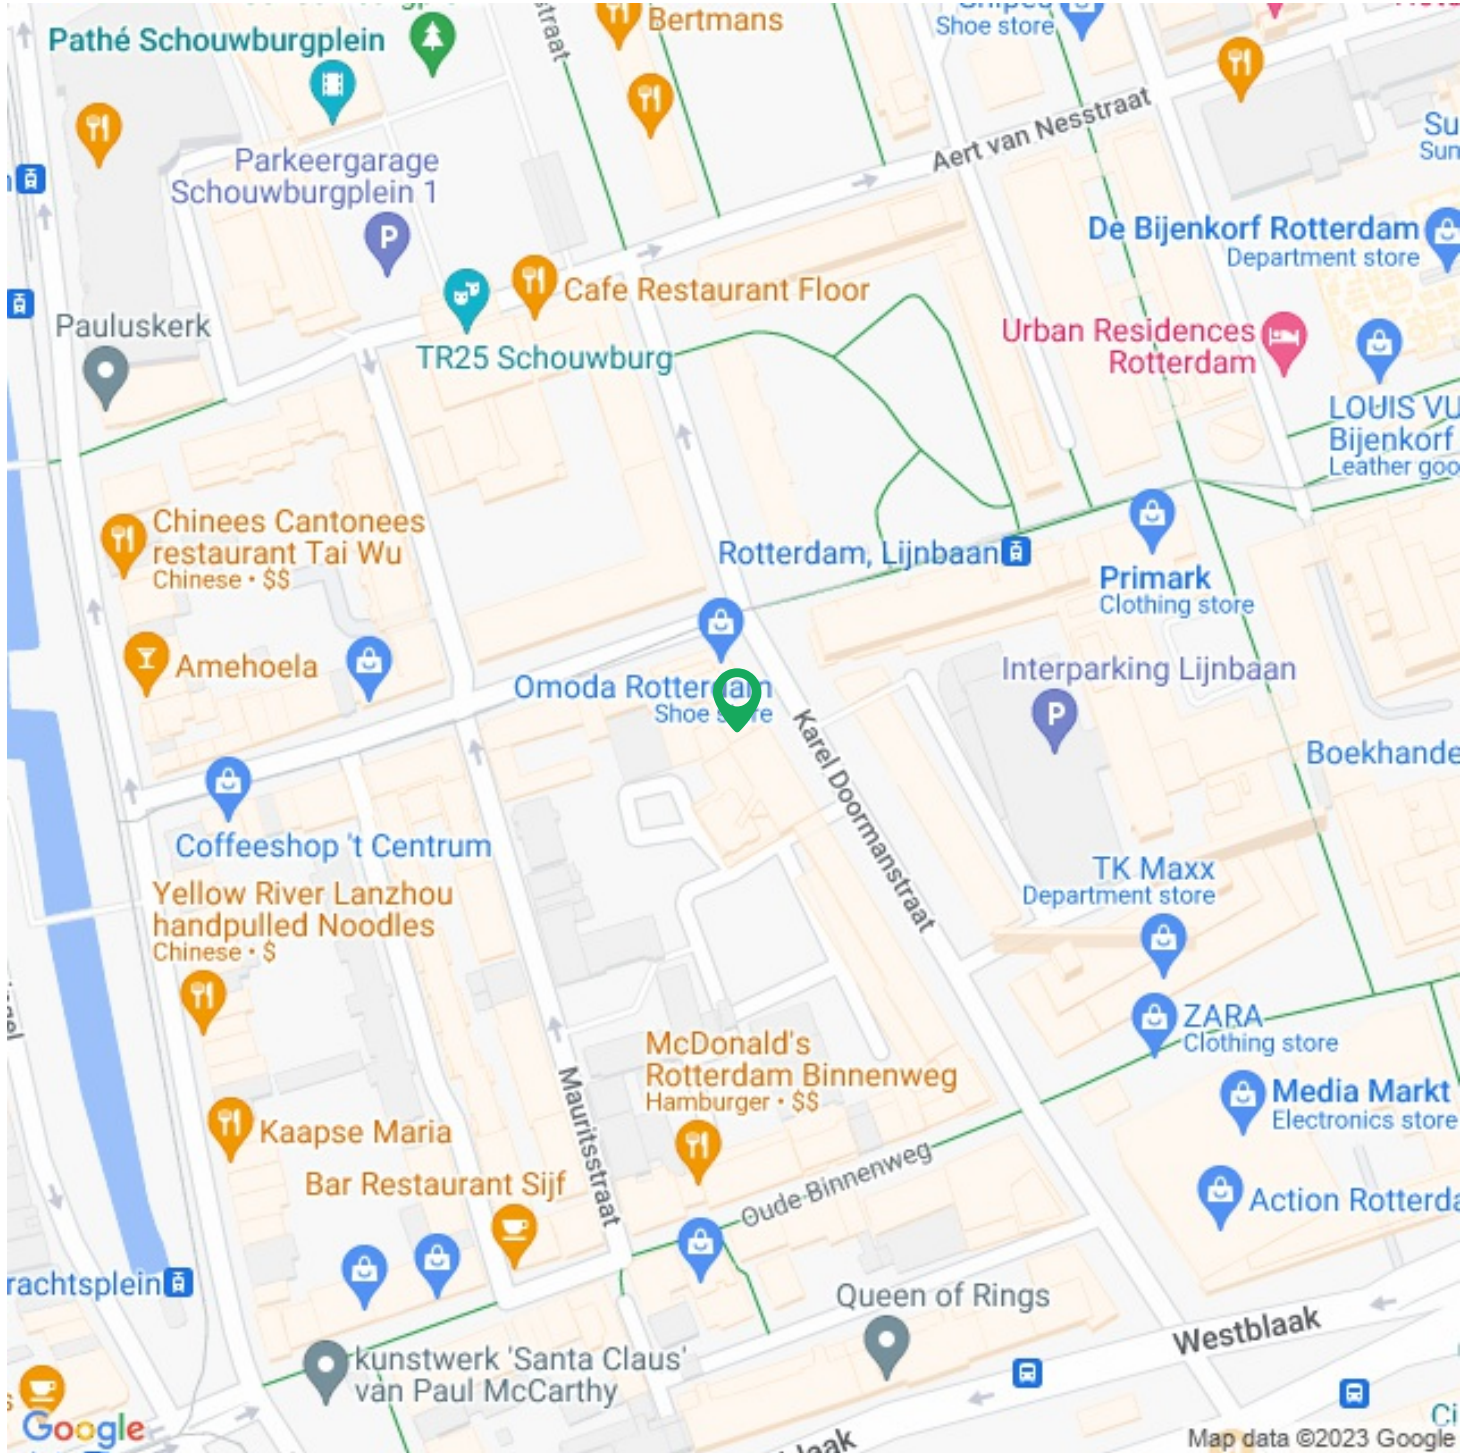 Pathé Schouwburgplein
straat
Bertmans
Shoe store
Aert van Nesstraat
Parkeergarage
Schouwburgplein 1
De Bijenkorf Rotterdam
Department store
Cafe Restaurant Floor
Pauluskerk
TR25 Schouwburg
Urban Residences
Rotterdam
LOUIS VU
Bijenkorf
Leather goo
Chinees Cantonees
restaurant Tai Wu
Chinese • $$
Rotterdam, Lijnbaan
Primark
Clothing store
Amehoela
Interparking Lijnbaan
Omoda Rotterdam
Shoe store
Karel Doormanstraat
Boekhande
Coffeeshop 't Centrum
TK Maxx
Department store
Yellow River Lanzhou
handpulled Noodles
Chinese • $
ZARA
Clothing store
McDonald's
Rotterdam Binnenweg
Hamburger • $$
Mauritsstraat
Media Markt
Electronics store
Kaapse Maria
Bar Restaurant Sijf
Oude Binnenweg
Action Rotterda
rachtsplein
Queen of Rings
Westblaak
kunstwerk 'Santa Claus'
van Paul McCarthy
Google
Map data ©2023 Google